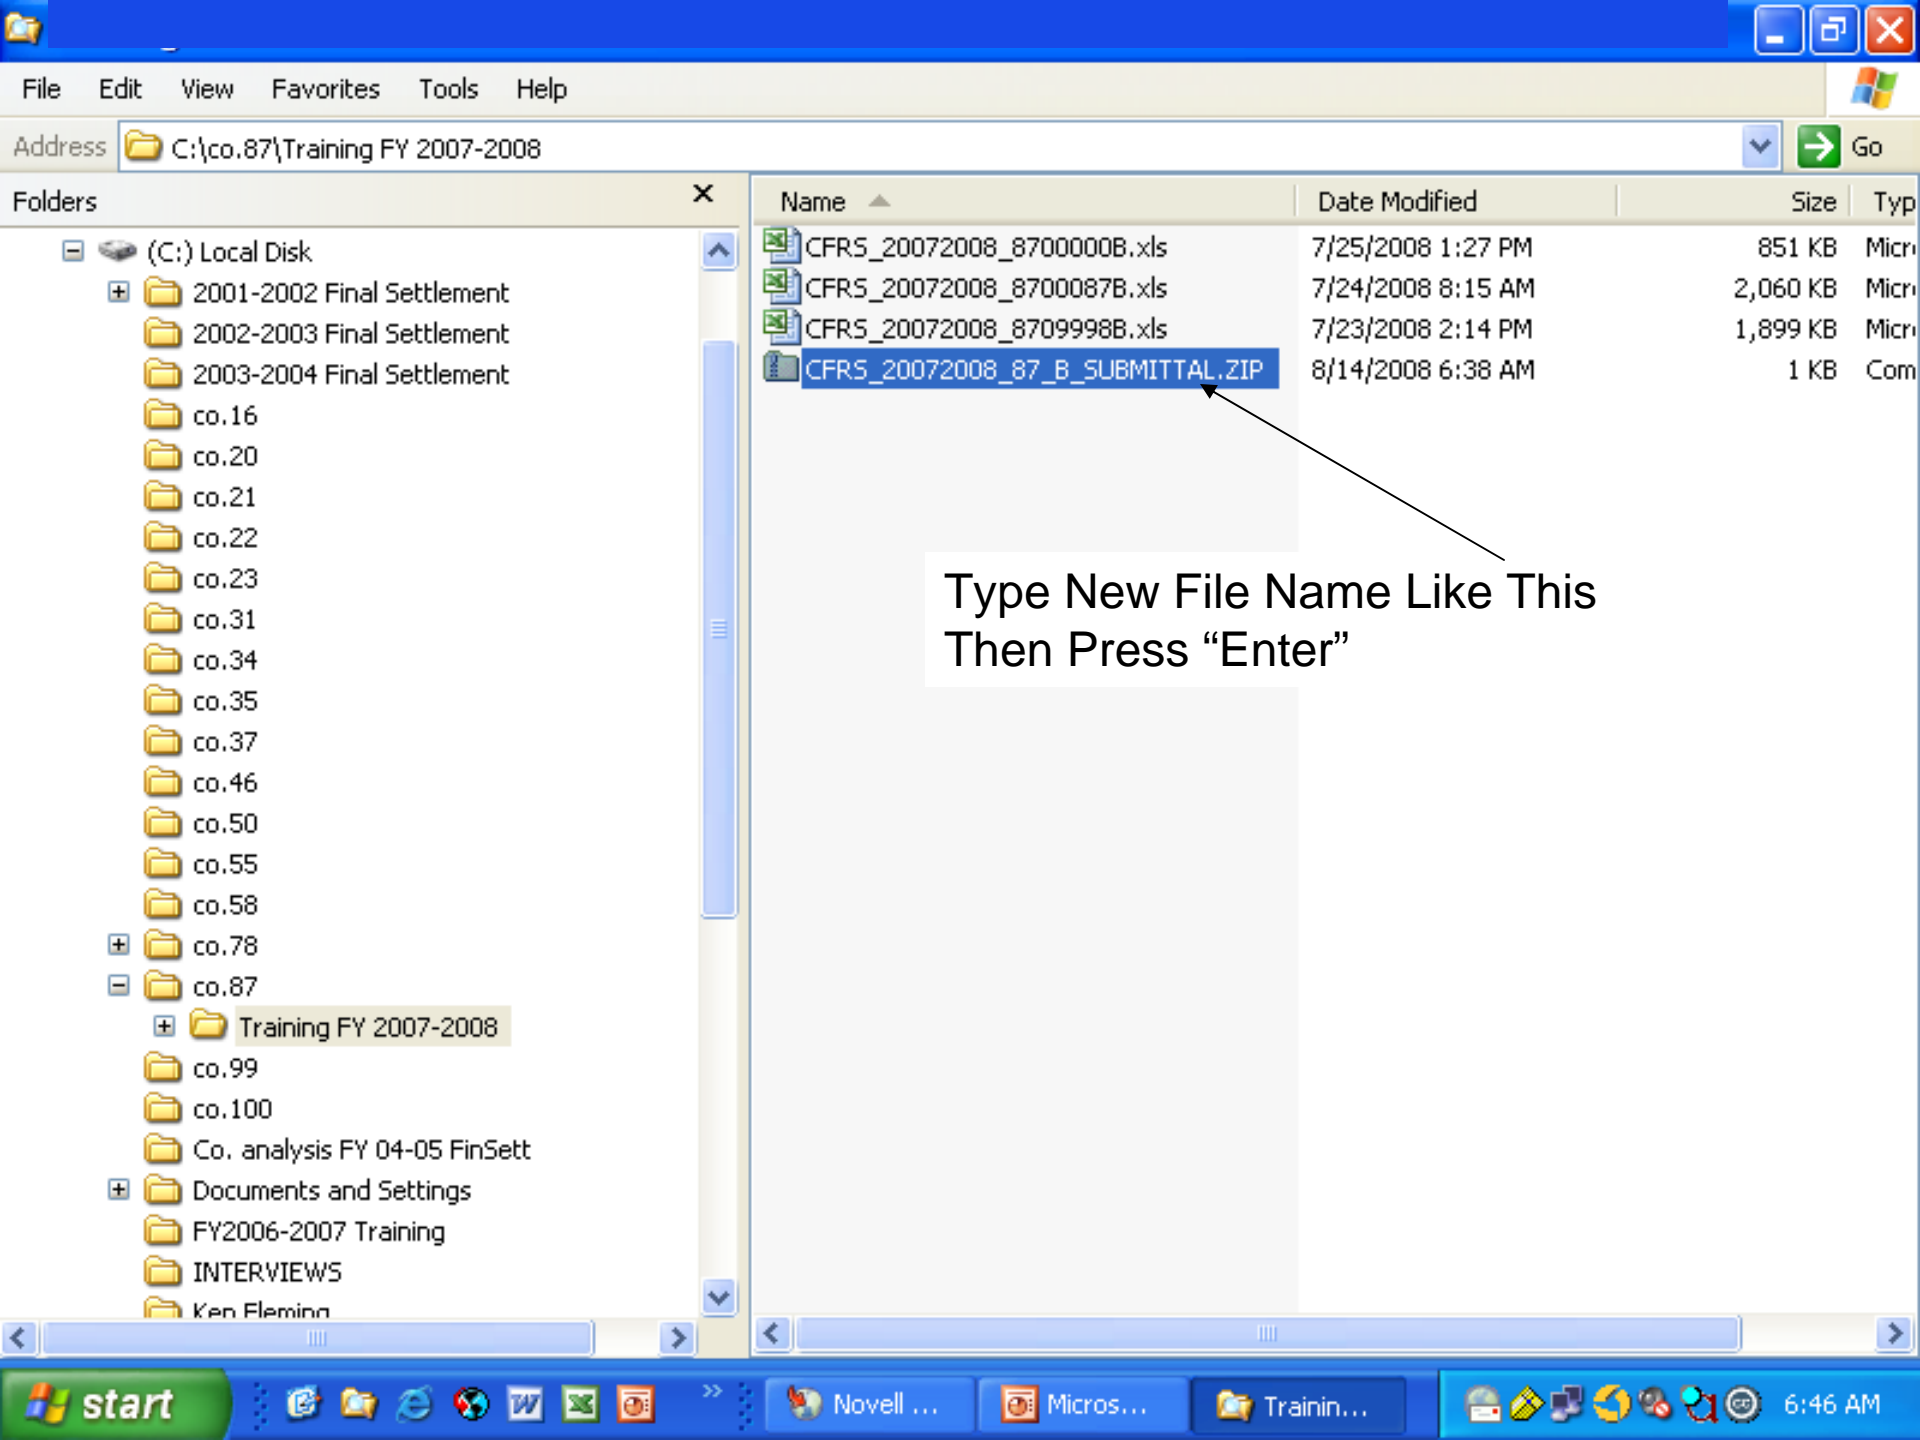 File Edit View Favorites Tools Help
Address C:\co.87\Training FY 2007-2008 Go
Folders
(C:) Local Disk
2001-2002 Final Settlement
2002-2003 Final Settlement
2003-2004 Final Settlement
co.16
co.20
co.21
co.22
co.23
co.31
co.34
co.35
co.37
co.46
co.50
co.55
co.58
co.78
co.87
Training FY 2007-2008
co.99
co.100
Co. analysis FY 04-05 FinSett
Documents and Settings
FY2006-2007 Training
INTERVIEWS
Ken Fleming
Name Date Modified Size Typ
CFRS_20072008_8700000B.xls 7/25/2008 1:27 PM 851 KB Micr
CFRS_20072008_8700087B.xls 7/24/2008 8:15 AM 2,060 KB Micr
CFRS_20072008_8709998B.xls 7/23/2008 2:14 PM 1,899 KB Micr
CFRS_20072008_87_B_SUBMITTAL.ZIP 8/14/2008 6:38 AM 1 KB Com
Type New File Name Like This
Then Press “Enter”
start Novell ... Micros... Trainin... 6:46 AM